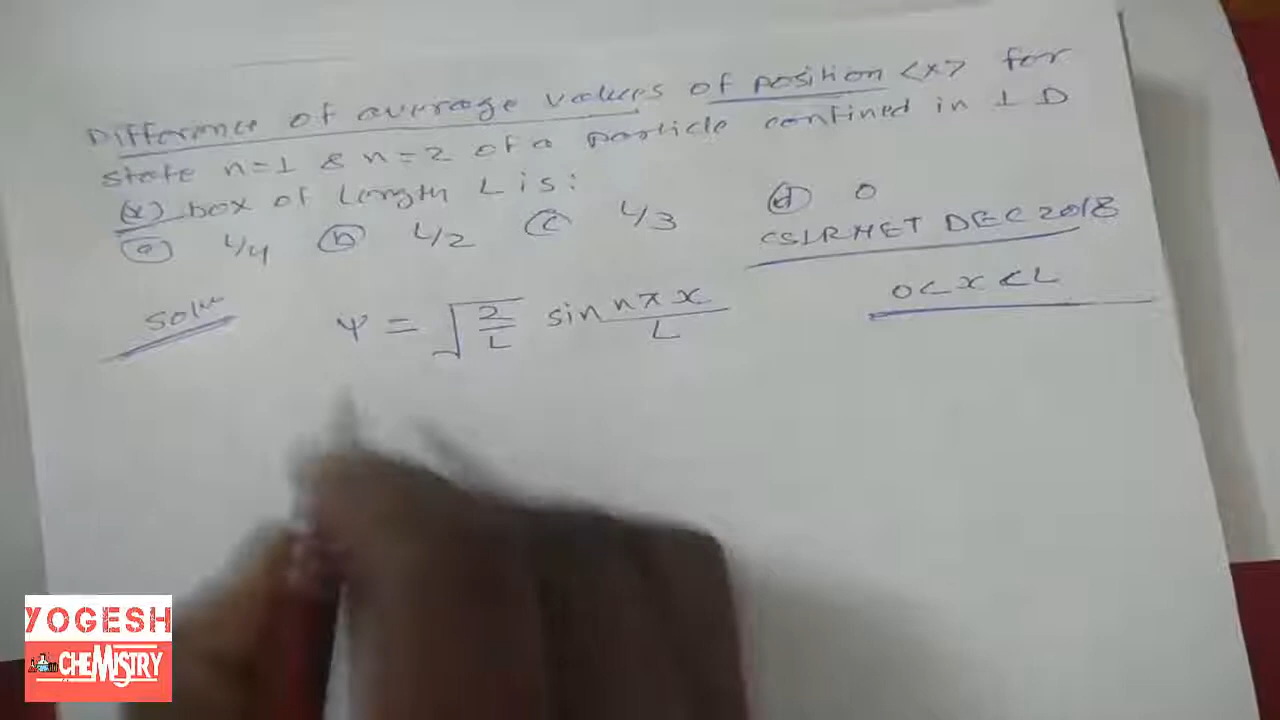 Difference of average values of position <x> for
state n=1 & n=2 of a particle confined in 1 D
(x) box of Length L is:
(a) L/4 (b) L/2 (c) L/3 (d) 0
CSIR NET DEC 2018
Soln ψ = √2/L sin nπx/L 0<x<L
YOGESH
CHEMISTRY